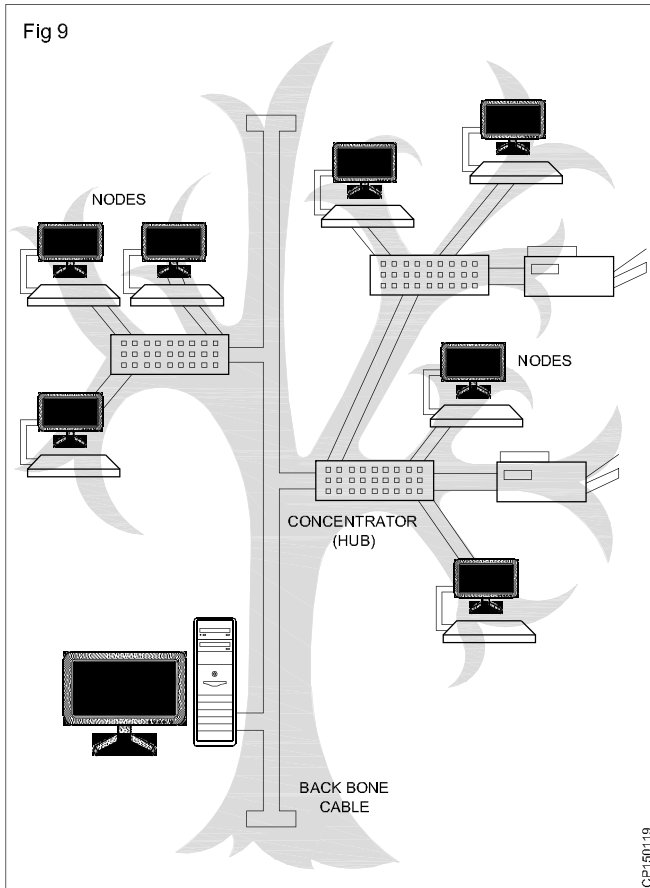 Fig 9
NODES
NODES
CONCENTRATOR
(HUB)
BACK BONE
CABLE
CP150119